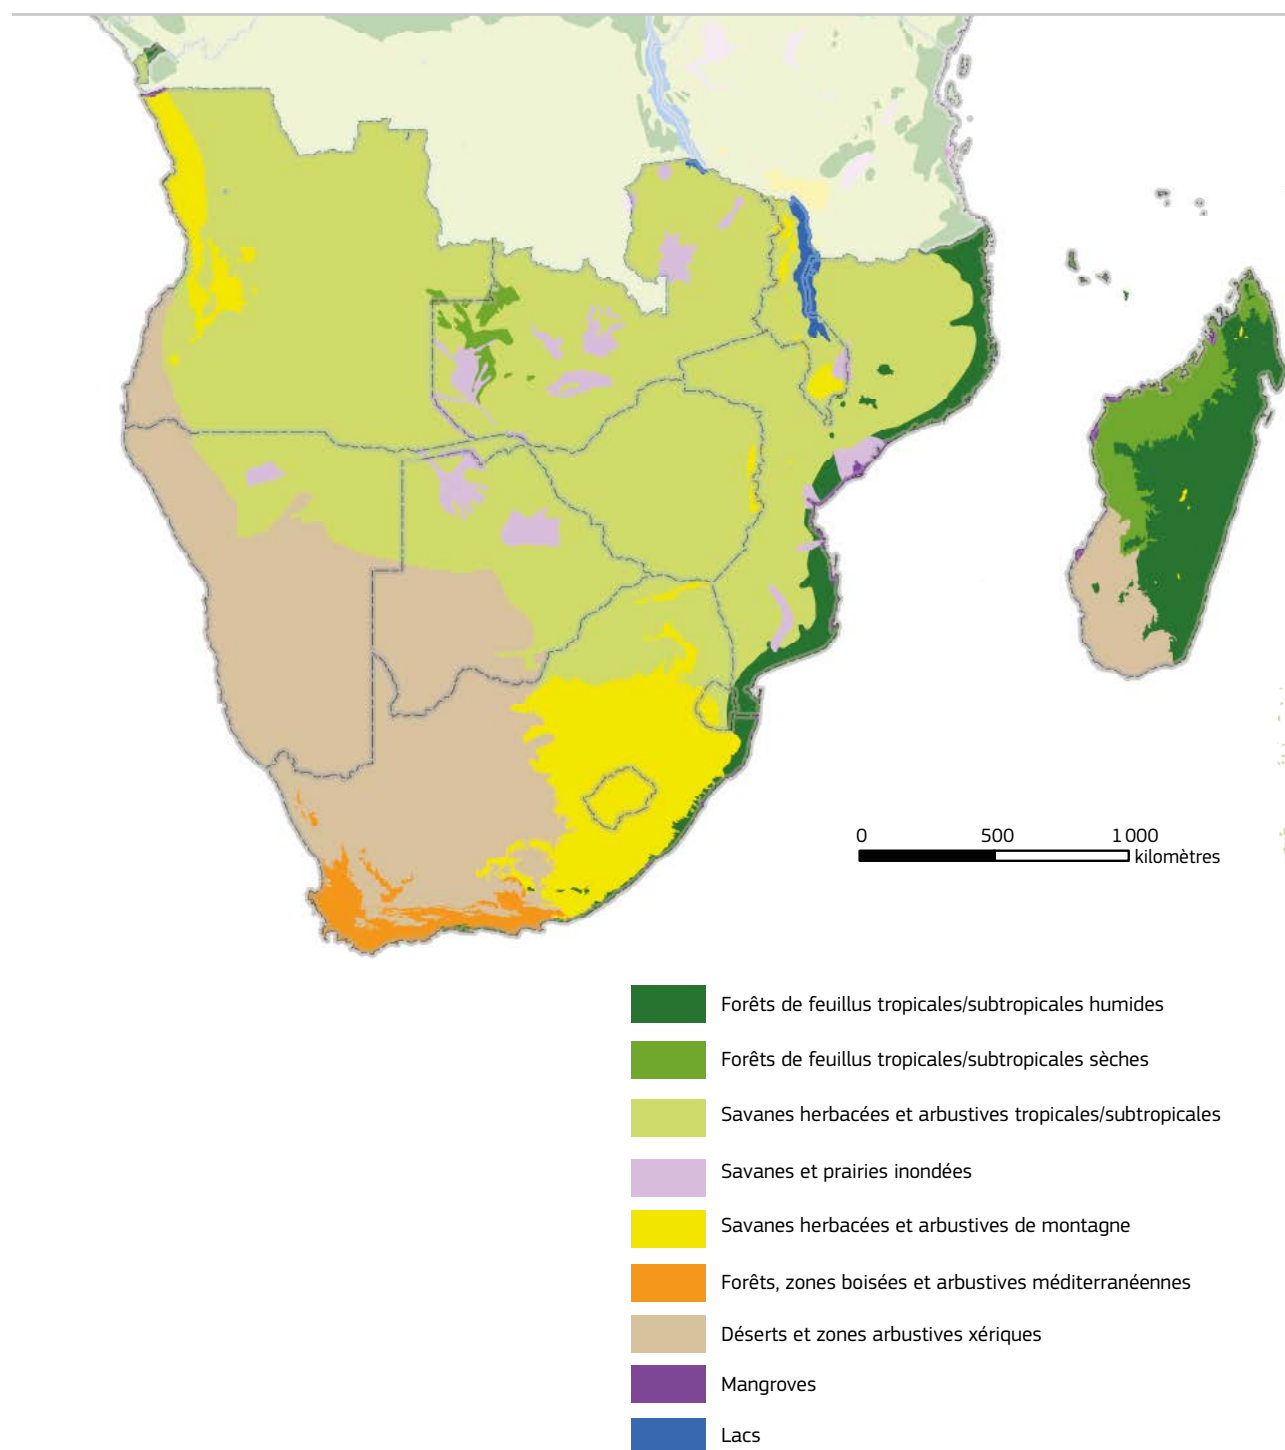 0 500 1 000
kilomètres
Forêts de feuillus tropicales/subtropicales humides
Forêts de feuillus tropicales/subtropicales sèches
Savanes herbacées et arbustives tropicales/subtropicales
Savanes et prairies inondées
Savanes herbacées et arbustives de montagne
Forêts, zones boisées et arbustives méditerranéennes
Déserts et zones arbustives xériques
Mangroves
Lacs